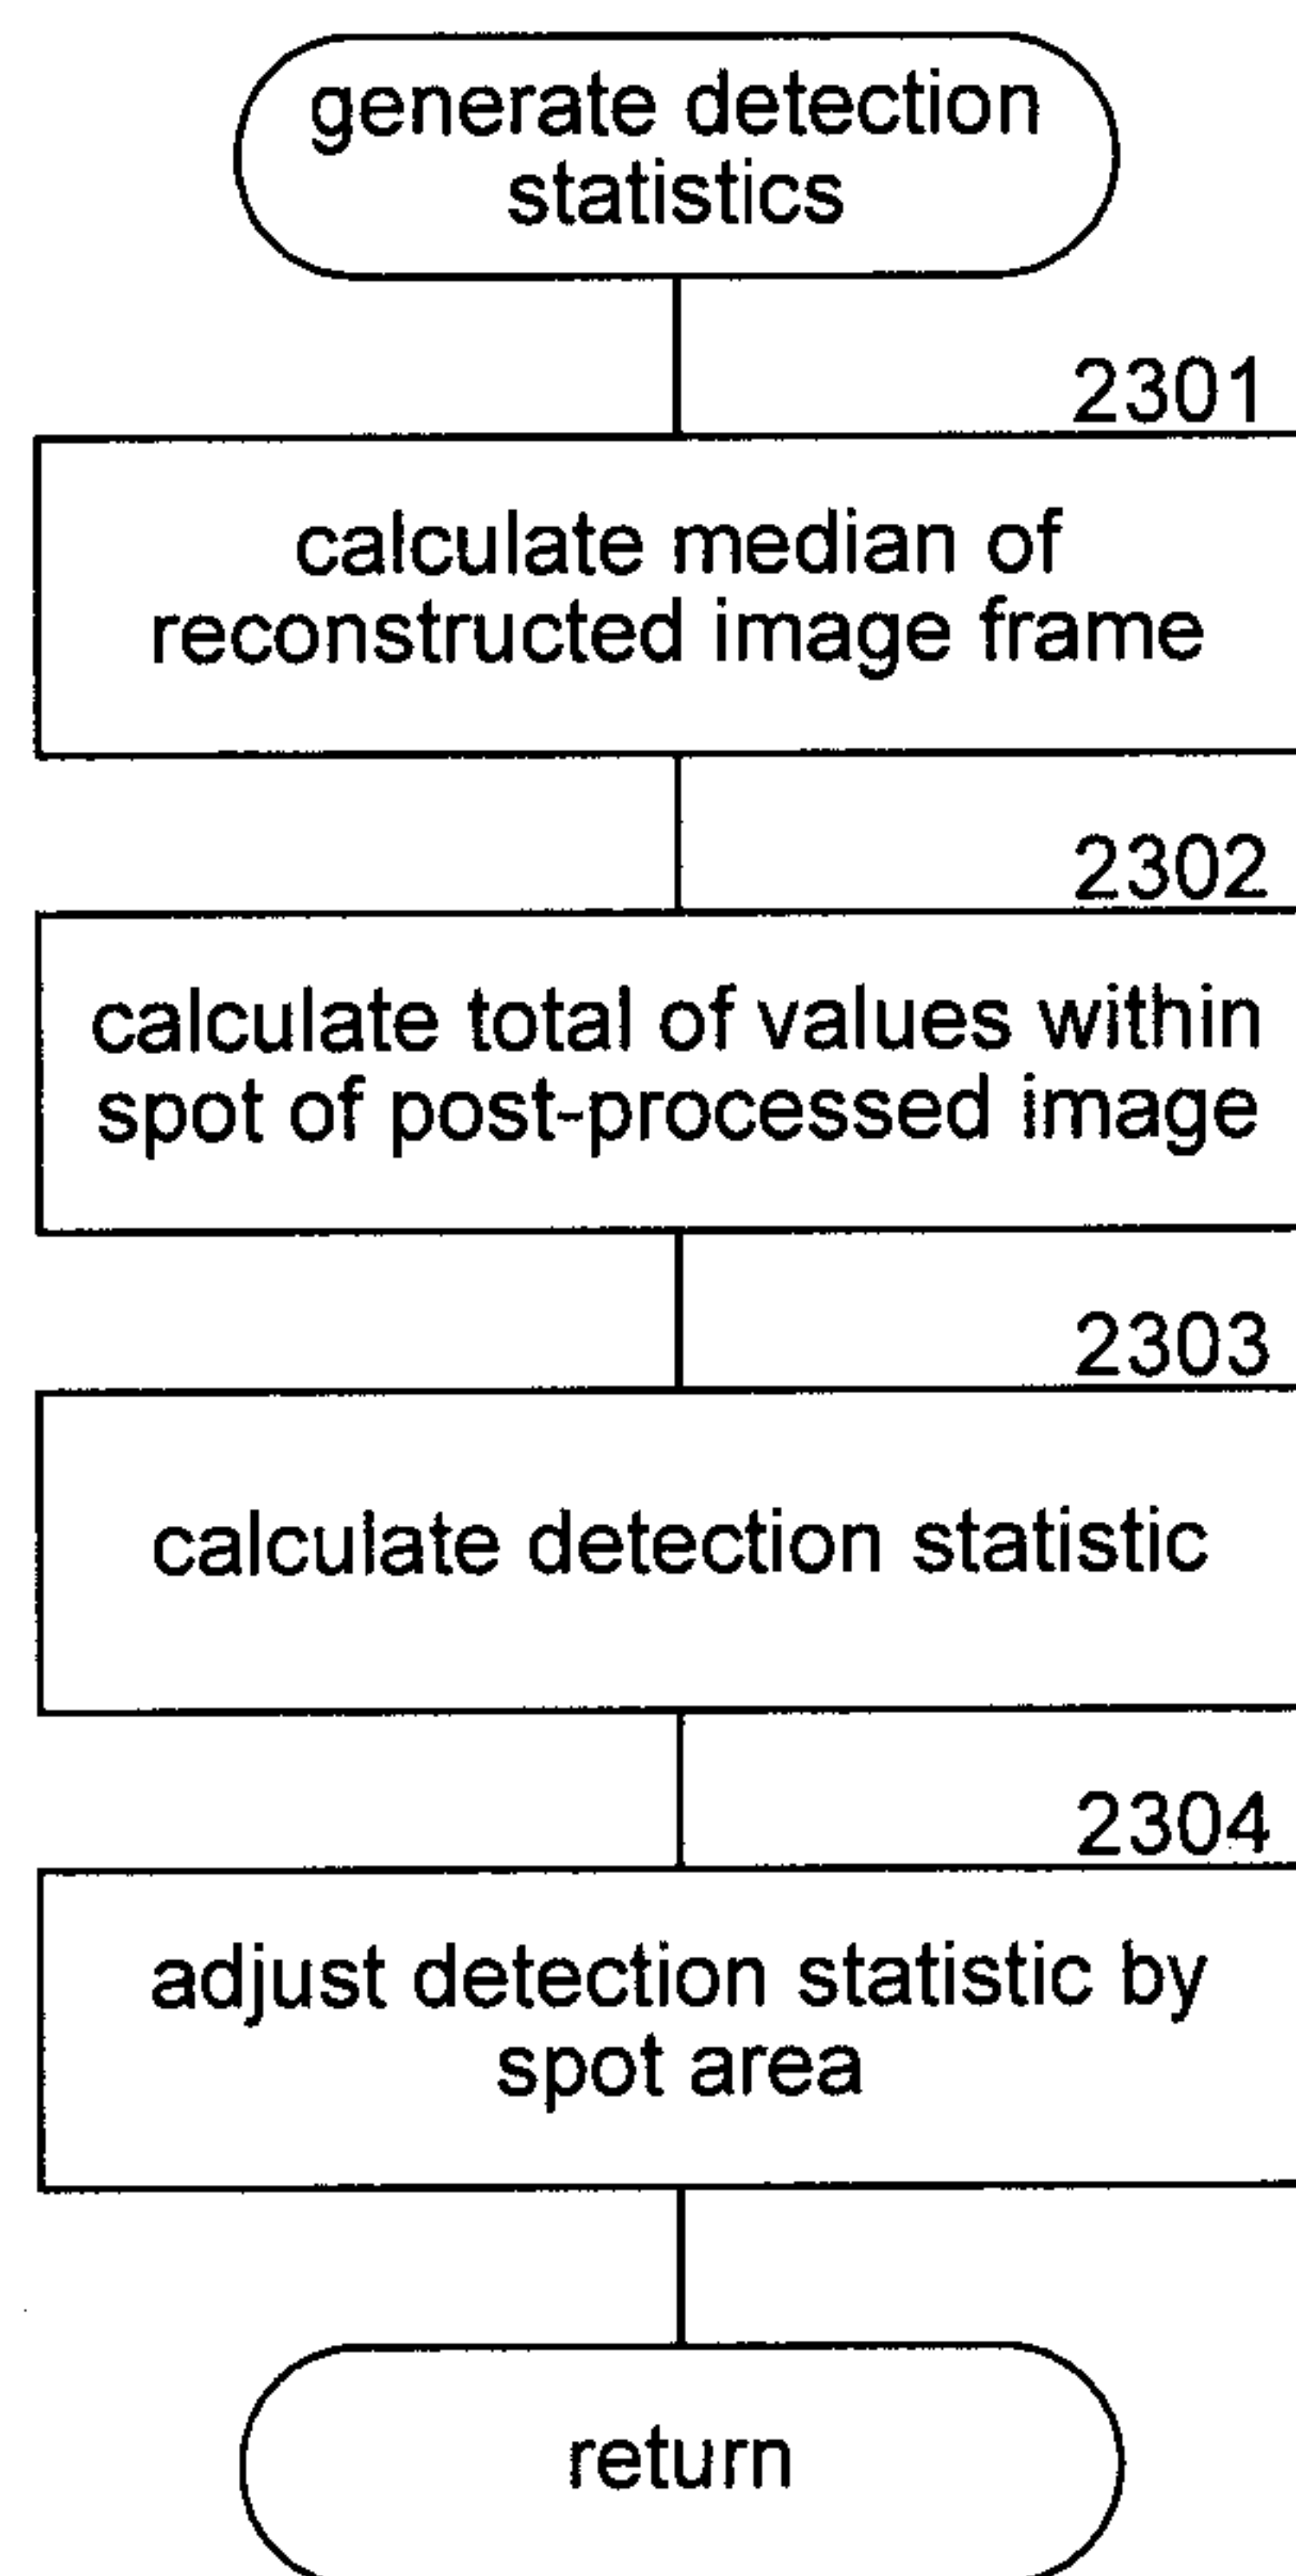 generate detection
statistics
2301
calculate median of
reconstructed image frame
2302
calculate total of values within
spot of post-processed image
2303
calculate detection statistic
2304
adjust detection statistic by
spot area
return